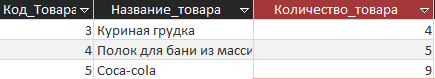 Код_Товара Название_товара Количество_товара
3 Куриная грудка 4
4 Полок для бани из масси 5
5 Coca-cola 9